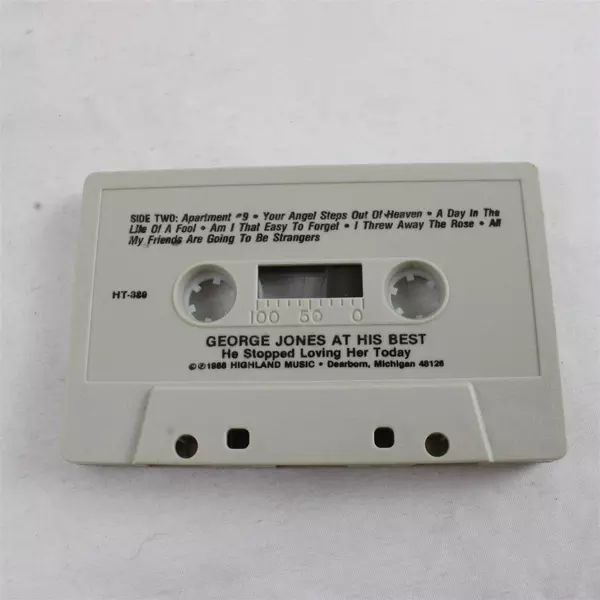 SIDE TWO: Apartment #9 • Your Angel Steps Out Of Heaven • A Day In The
Life Of A Fool • Am I That Easy To Forget • I Threw Away The Rose • All
My Friends Are Going To Be Strangers
HT-389
100 50 0
GEORGE JONES AT HIS BEST
He Stopped Loving Her Today
©℗1988 HIGHLAND MUSIC • Dearborn, Michigan 48126